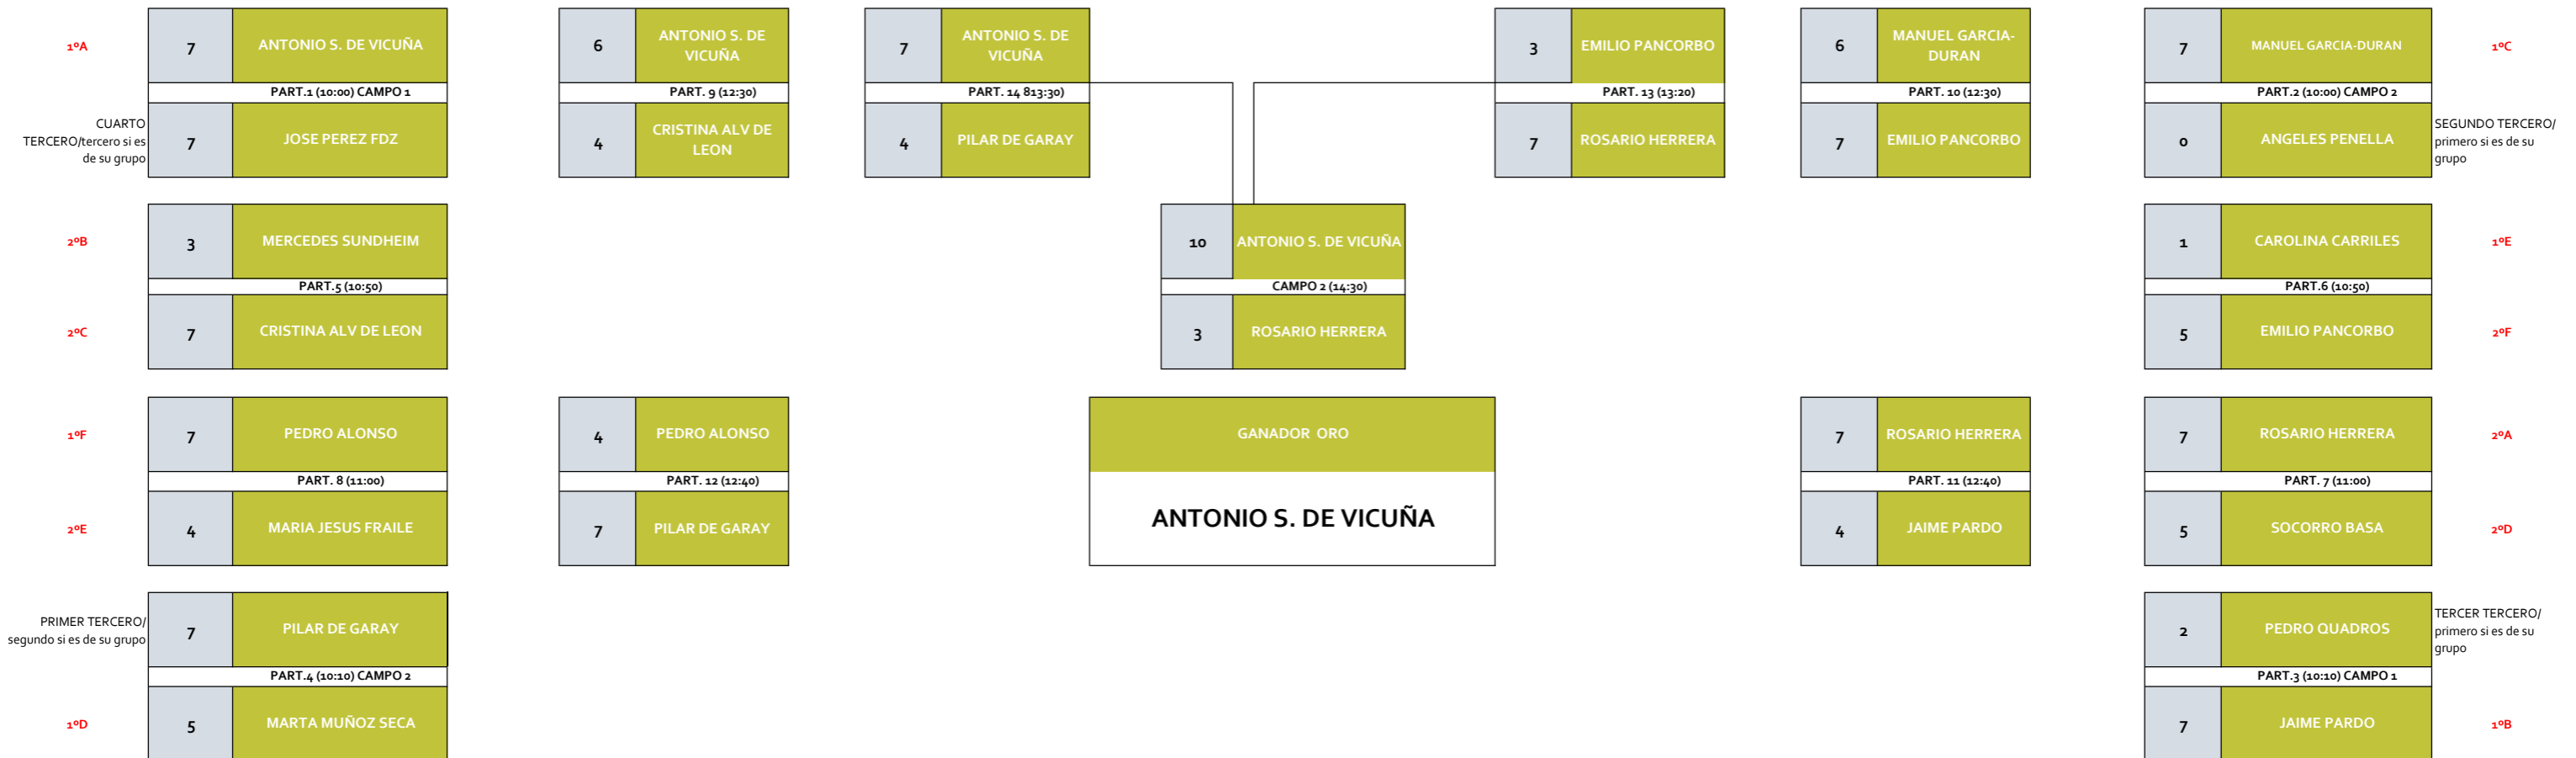 1ºA
7
ANTONIO S. DE VICUÑA
PART.1 (10:00) CAMPO 1
CUARTO
TERCERO/tercero si es
de su grupo
7
JOSE PEREZ FDZ
6
ANTONIO S. DE
VICUÑA
PART. 9 (12:30)
4
CRISTINA ALV DE
LEON
7
ANTONIO S. DE
VICUÑA
PART. 14 813:30)
4
PILAR DE GARAY
3
EMILIO PANCORBO
PART. 13 (13:20)
7
ROSARIO HERRERA
6
MANUEL GARCIA-
DURAN
PART. 10 (12:30)
7
EMILIO PANCORBO
7
MANUEL GARCIA-DURAN
1ºC
PART.2 (10:00) CAMPO 2
0
ANGELES PENELLA
SEGUNDO TERCERO/
primero si es de su
grupo
2ºB
3
MERCEDES SUNDHEIM
PART.5 (10:50)
2ºC
7
CRISTINA ALV DE LEON
10
ANTONIO S. DE VICUÑA
CAMPO 2 (14:30)
3
ROSARIO HERRERA
1
CAROLINA CARRILES
1ºE
PART.6 (10:50)
5
EMILIO PANCORBO
2ºF
1ºF
7
PEDRO ALONSO
PART. 8 (11:00)
2ºE
4
MARIA JESUS FRAILE
4
PEDRO ALONSO
PART. 12 (12:40)
7
PILAR DE GARAY
GANADOR ORO
ANTONIO S. DE VICUÑA
7
ROSARIO HERRERA
PART. 11 (12:40)
4
JAIME PARDO
7
ROSARIO HERRERA
2ºA
PART. 7 (11:00)
5
SOCORRO BASA
2ºD
PRIMER TERCERO/
segundo si es de su grupo
7
PILAR DE GARAY
PART.4 (10:10) CAMPO 2
1ºD
5
MARTA MUÑOZ SECA
2
PEDRO QUADROS
TERCER TERCERO/
primero si es de su
grupo
PART.3 (10:10) CAMPO 1
7
JAIME PARDO
1ºB